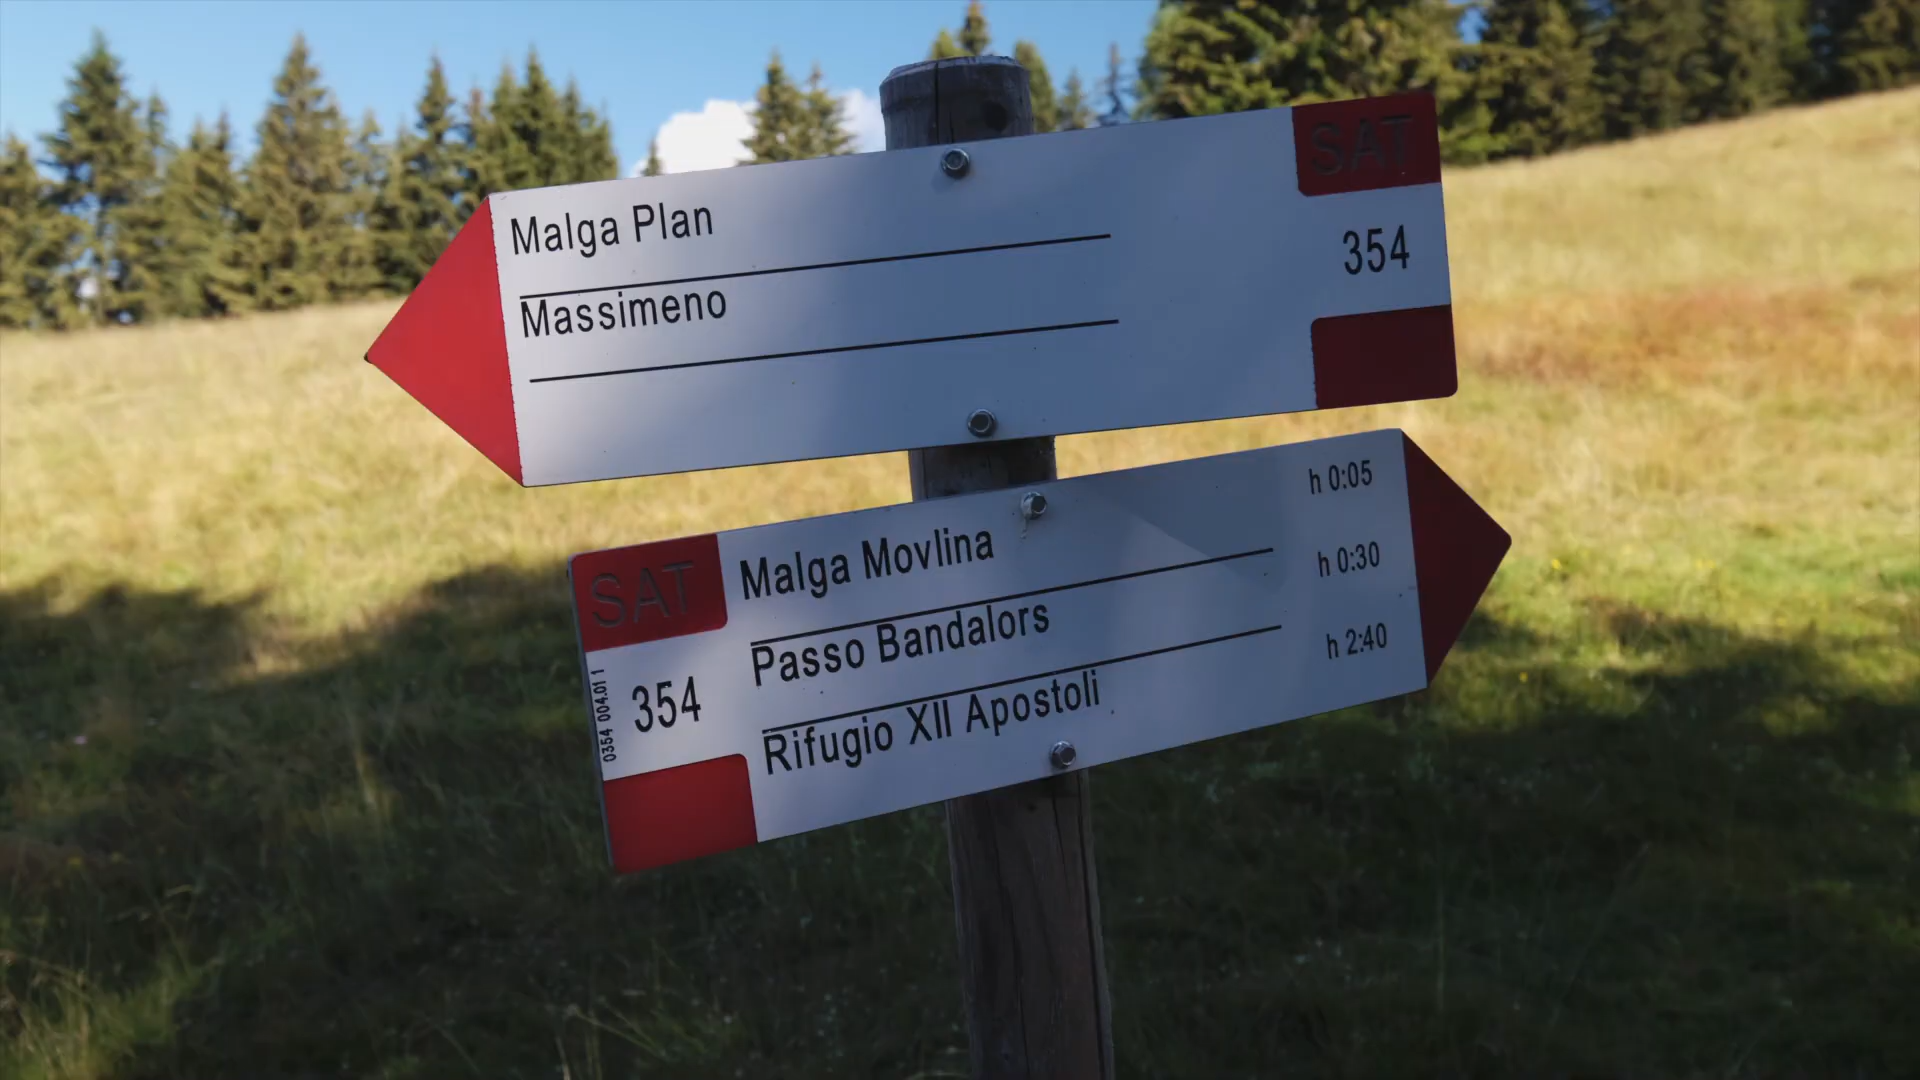 SAT
Malga Plan
354
Massimeno
h 0:05
Malga Movlina
SAT
h 0:30
Passo Bandalors
0354 004.01 1
354
h 2:40
Rifugio XII Apostoli